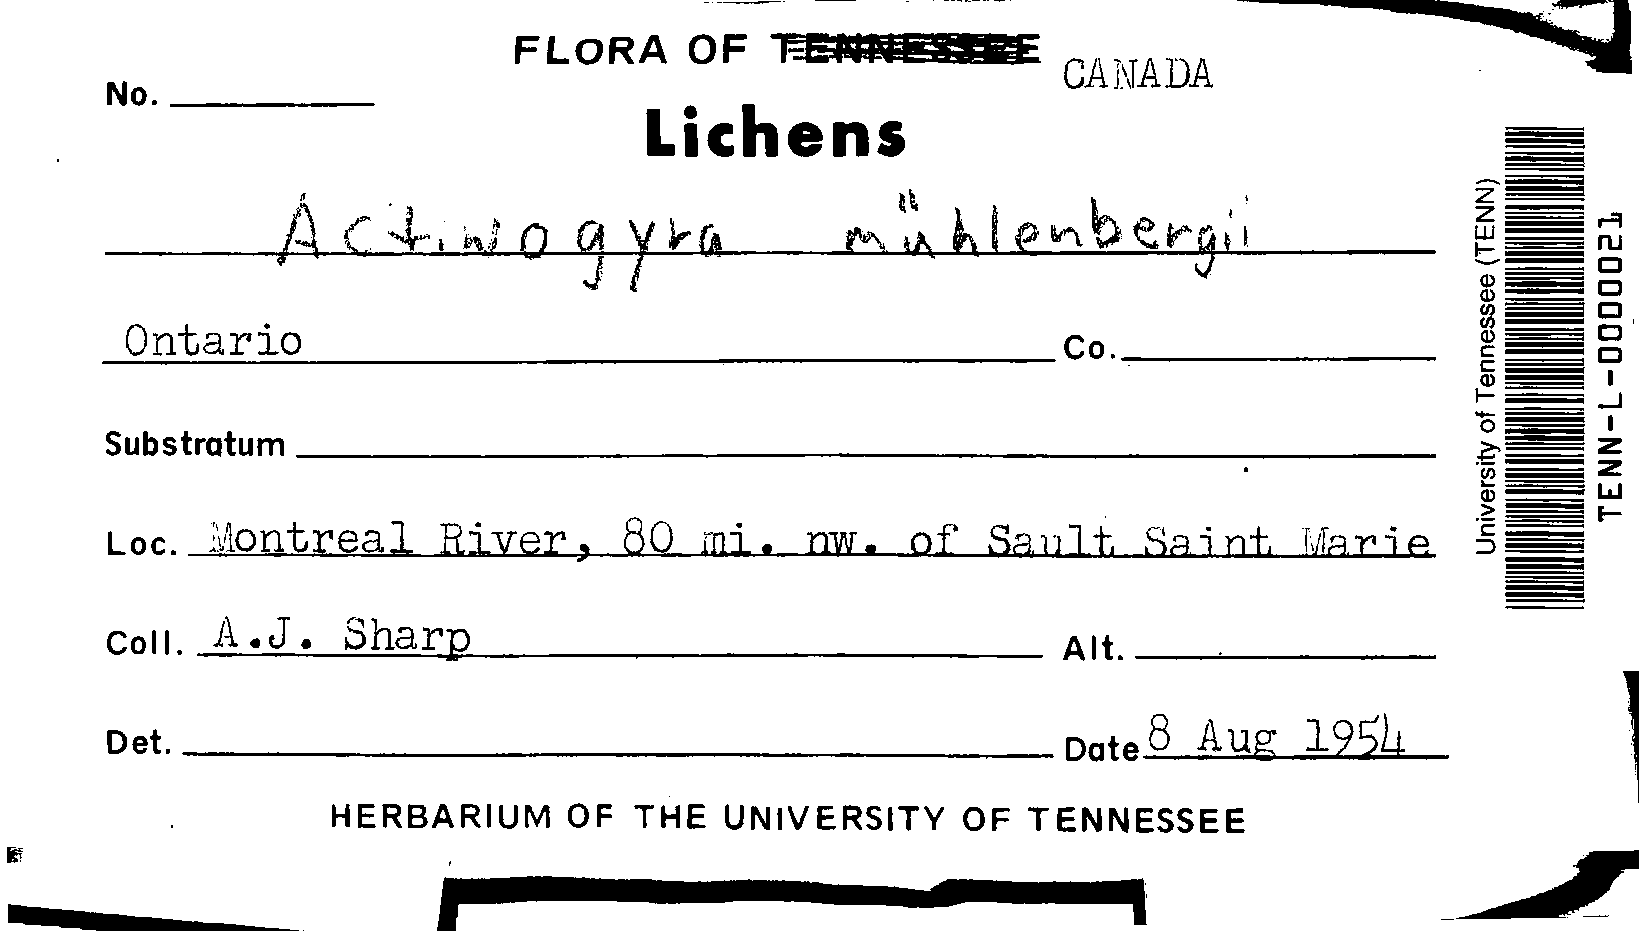 FLORA OF TENNESSEE CANADA
No.
Lichens
Actinogyra mühlenbergii
Ontario Co.
Substratum
Loc. Montreal River, 80 mi. nw. of Sault Saint Marie
Coll. A.J. Sharp Alt.
Det. Date 8 Aug 1954
HERBARIUM OF THE UNIVERSITY OF TENNESSEE
University of Tennessee (TENN)
TENN-L-0000021